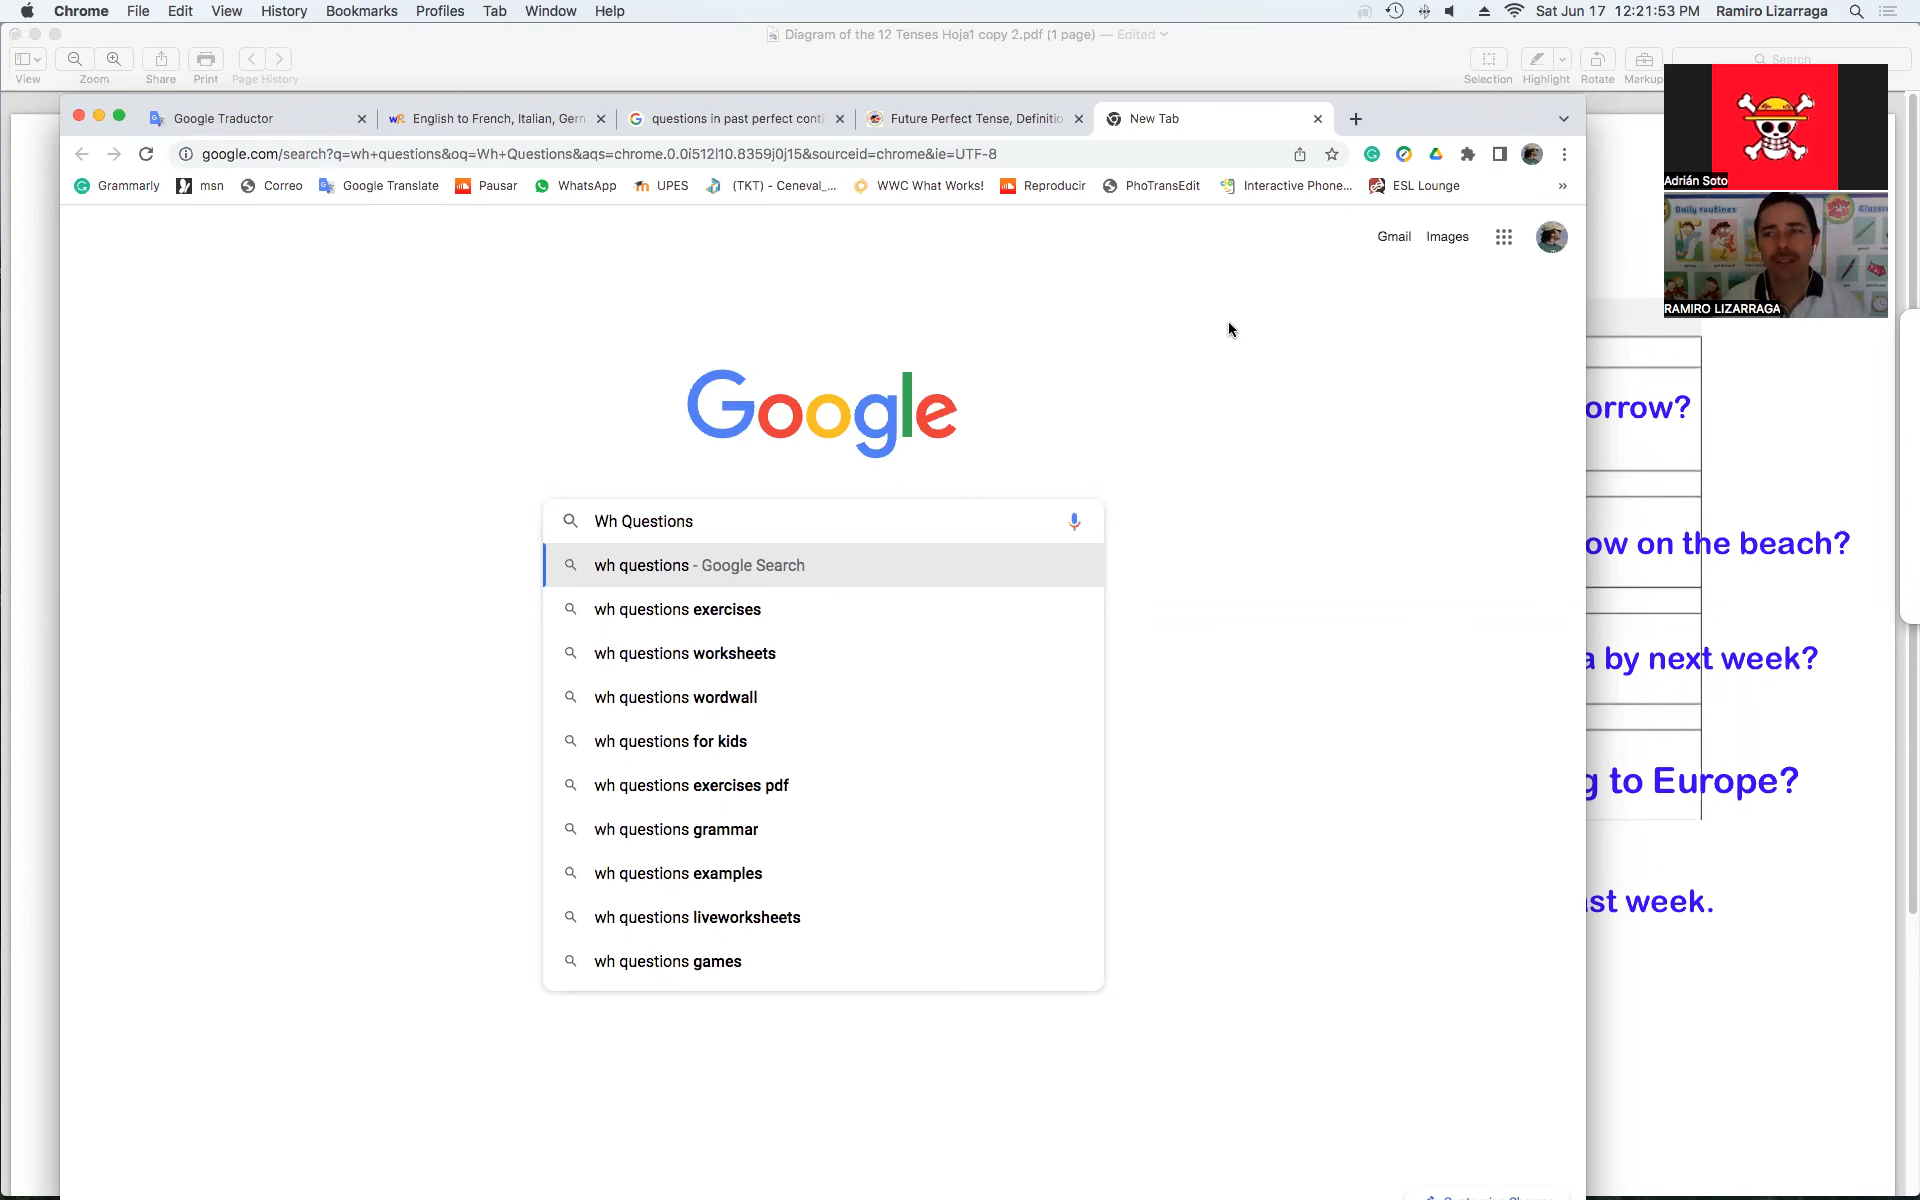 Chrome File Edit View History Bookmarks Profiles Tab Window Help
Sat Jun 17 12:21:53 PM Ramiro Lizarraga
Diagram of the 12 Tenses Hoja1 copy 2.pdf (1 page) — Edited
View Zoom Share Print Page History
Selection Highlight Rotate Markup Search
Google Traductor
English to French, Italian, Gern
questions in past perfect conti
Future Perfect Tense, Definitio
New Tab
google.com/search?q=wh+questions&oq=Wh+Questions&aqs=chrome.0.0i512l10.8359j0j15&sourceid=chrome&ie=UTF-8
Grammarly msn Correo Google Translate Pausar WhatsApp UPES (TKT) - Ceneval,... WWC What Works! Reproducir PhoTransEdit Interactive Phone... ESL Lounge »
Gmail Images
Google
Wh Questions
wh questions - Google Search
wh questions exercises
wh questions worksheets
wh questions wordwall
wh questions for kids
wh questions exercises pdf
wh questions grammar
wh questions examples
wh questions liveworksheets
wh questions games
Adrián Soto
Daily routines
RAMIRO LIZARRAGA
orrow?
ow on the beach?
a by next week?
g to Europe?
st week.